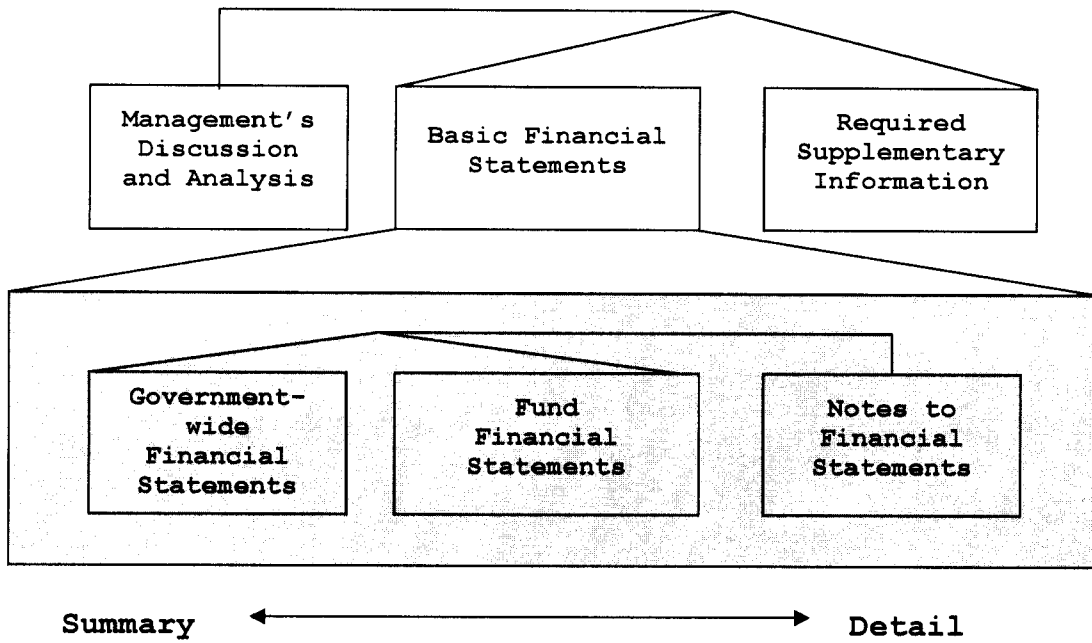 Management's
Discussion
and Analysis
Basic Financial
Statements
Required
Supplementary
Information
Government-
wide
Financial
Statements
Fund
Financial
Statements
Notes to
Financial
Statements
Summary
Detail